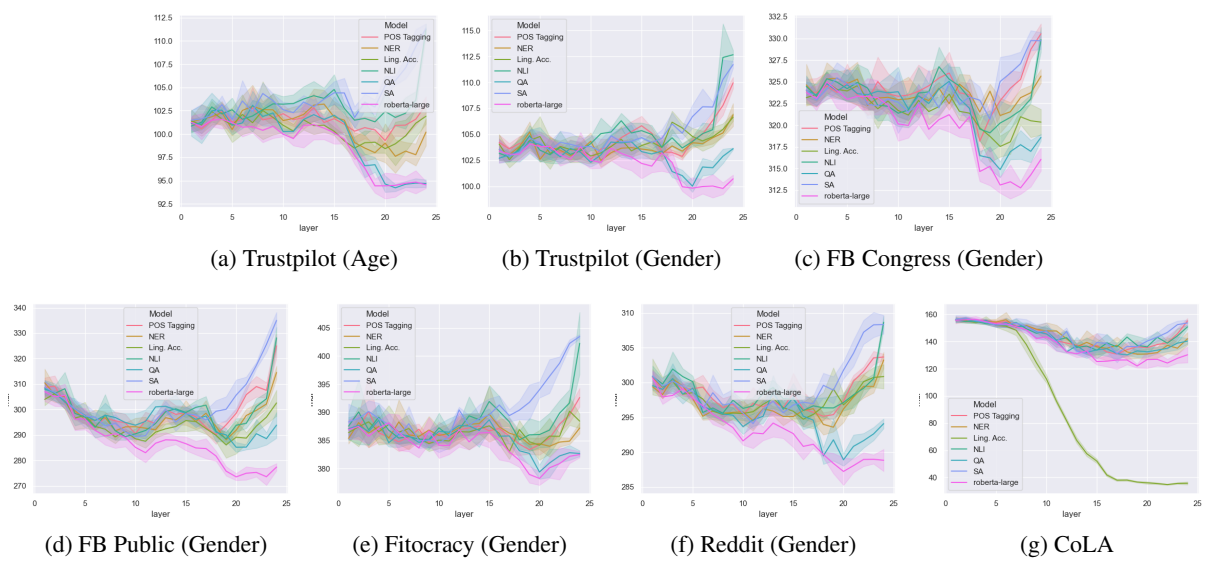 112.5
110.0
107.5
105.0
102.5
100.0
97.5
95.0
92.5
0 5 10 15 20 25
layer
Model
POS Tagging
NER
Ling. Acc.
NLI
QA
SA
roberta-large
(a) Trustpilot (Age)
115.0
112.5
110.0
107.5
105.0
102.5
100.0
0 5 10 15 20 25
layer
Model
POS Tagging
NER
Ling. Acc.
NLI
QA
SA
roberta-large
(b) Trustpilot (Gender)
332.5
330.0
327.5
325.0
322.5
320.0
317.5
315.0
312.5
0 5 10 15 20 25
layer
Model
POS Tagging
NER
Ling. Acc.
NLI
QA
SA
roberta-large
(c) FB Congress (Gender)
340
330
320
310
300
290
280
270
0 5 10 15 20 25
layer
Model
POS Tagging
NER
Ling. Acc.
NLI
QA
SA
roberta-large
(d) FB Public (Gender)
405
400
395
390
385
380
0 5 10 15 20 25
layer
Model
POS Tagging
NER
Ling. Acc.
NLI
QA
SA
roberta-large
(e) Fitocracy (Gender)
310
305
300
295
290
285
0 5 10 15 20 25
layer
Model
POS Tagging
NER
Ling. Acc.
NLI
QA
SA
roberta-large
(f) Reddit (Gender)
160
140
120
100
80
60
40
0 5 10 15 20 25
layer
Model
POS Tagging
NER
Ling. Acc.
NLI
QA
SA
roberta-large
(g) CoLA